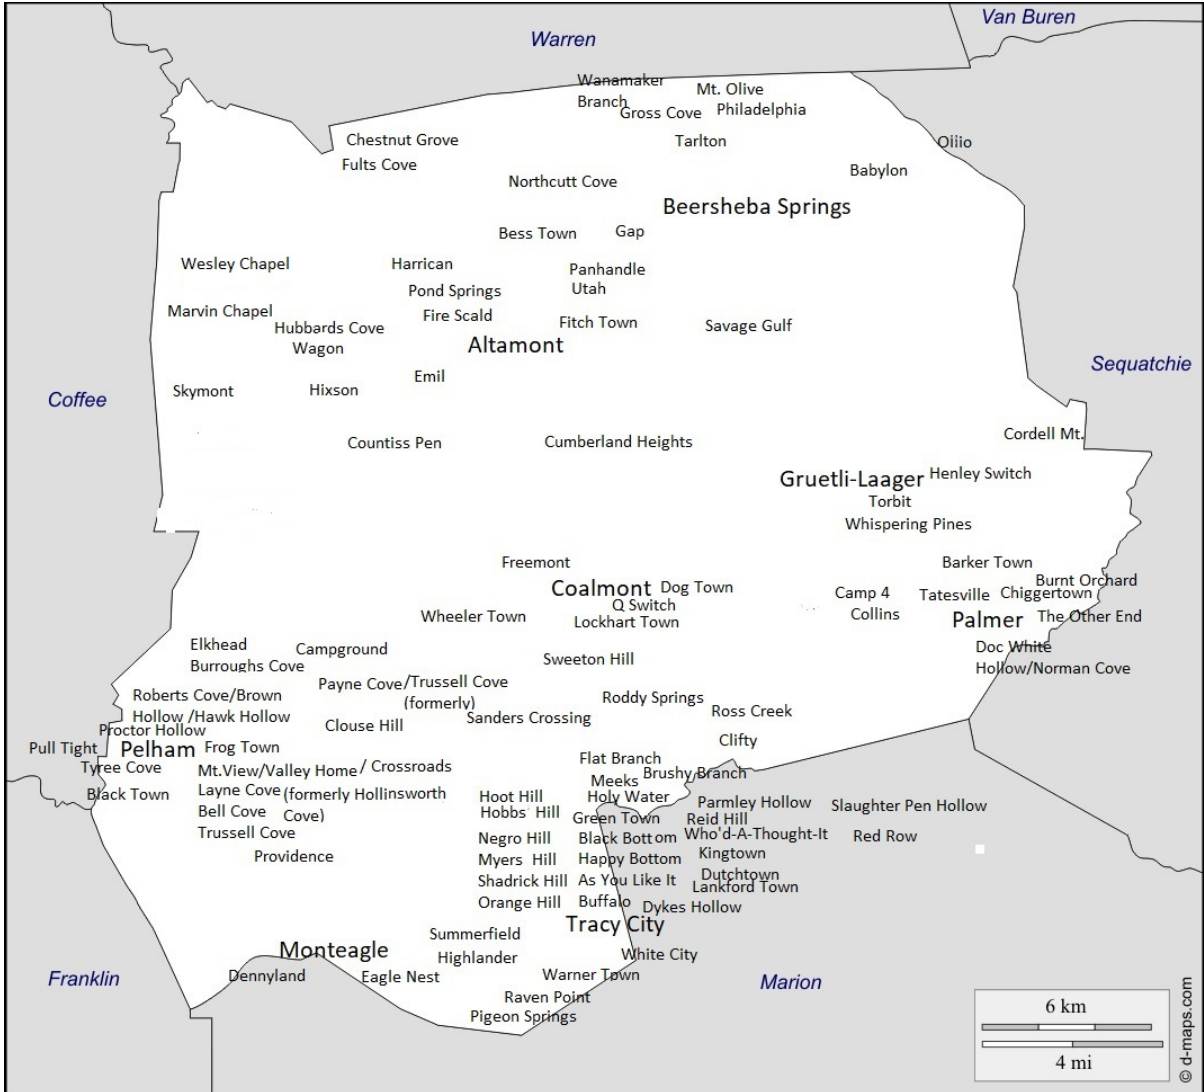 Van Buren
Warren
Wanamaker
Branch
Mt. Olive
Gross Cove
Philadelphia
Chestnut Grove
Tarlton
Oliio
Fults Cove
Babylon
Northcutt Cove
Beersheba Springs
Bess Town
Gap
Wesley Chapel
Harrican
Panhandle
Utah
Pond Springs
Marvin Chapel
Fire Scald
Fitch Town
Savage Gulf
Hubbards Cove
Wagon
Altamont
Sequatchie
Emil
Coffee
Skymont
Hixson
Cordell Mt.
Countiss Pen
Cumberland Heights
Gruetli-Laager
Henley Switch
Torbit
Whispering Pines
Freemont
Barker Town
Coalmont
Dog Town
Burnt Orchard
Q Switch
Camp 4
Tatesville
Chiggertown
Wheeler Town
Lockhart Town
Collins
Palmer
The Other End
Elkhead
Campground
Doc White
Hollow/Norman Cove
Burroughs Cove
Sweeton Hill
Payne Cove/Trussell Cove
(formerly)
Roberts Cove/Brown
Hollow /Hawk Hollow
Roddy Springs
Clouse Hill
Sanders Crossing
Ross Creek
Proctor Hollow
Clifty
Pull Tight
Pelham
Frog Town
Flat Branch
Tyree Cove
Mt.View/Valley Home / Crossroads
Meeks
Brushy Branch
Black Town
Layne Cove
(formerly Hollinsworth
Cove)
Hoot Hill
Holy Water
Parmley Hollow
Slaughter Pen Hollow
Bell Cove
Hobbs Hill
Green Town
Reid Hill
Trussell Cove
Negro Hill
Black Bottom
Who'd-A-Thought-It
Red Row
Providence
Myers Hill
Happy Bottom
Kingtown
Shadrick Hill
As You Like It
Dutchtown
Lankford Town
Orange Hill
Buffalo
Dykes Hollow
Tracy City
Summerfield
Monteagle
Highlander
White City
Franklin
Dennyland
Eagle Nest
Warner Town
Marion
Raven Point
Pigeon Springs
6 km
4 mi
© d-maps.com